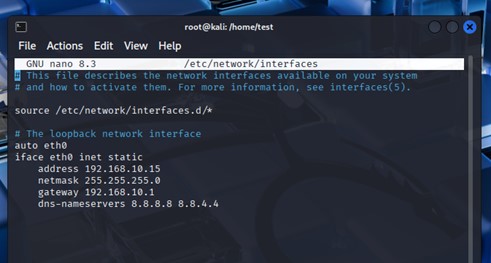 root@kali: /home/test
File Actions Edit View Help
GNU nano 8.3 /etc/network/interfaces
# This file describes the network interfaces available on your system
# and how to activate them. For more information, see interfaces(5).
source /etc/network/interfaces.d/*
# The loopback network interface
auto eth0
iface eth0 inet static
address 192.168.10.15
netmask 255.255.255.0
gateway 192.168.10.1
dns-nameservers 8.8.8.8 8.8.4.4